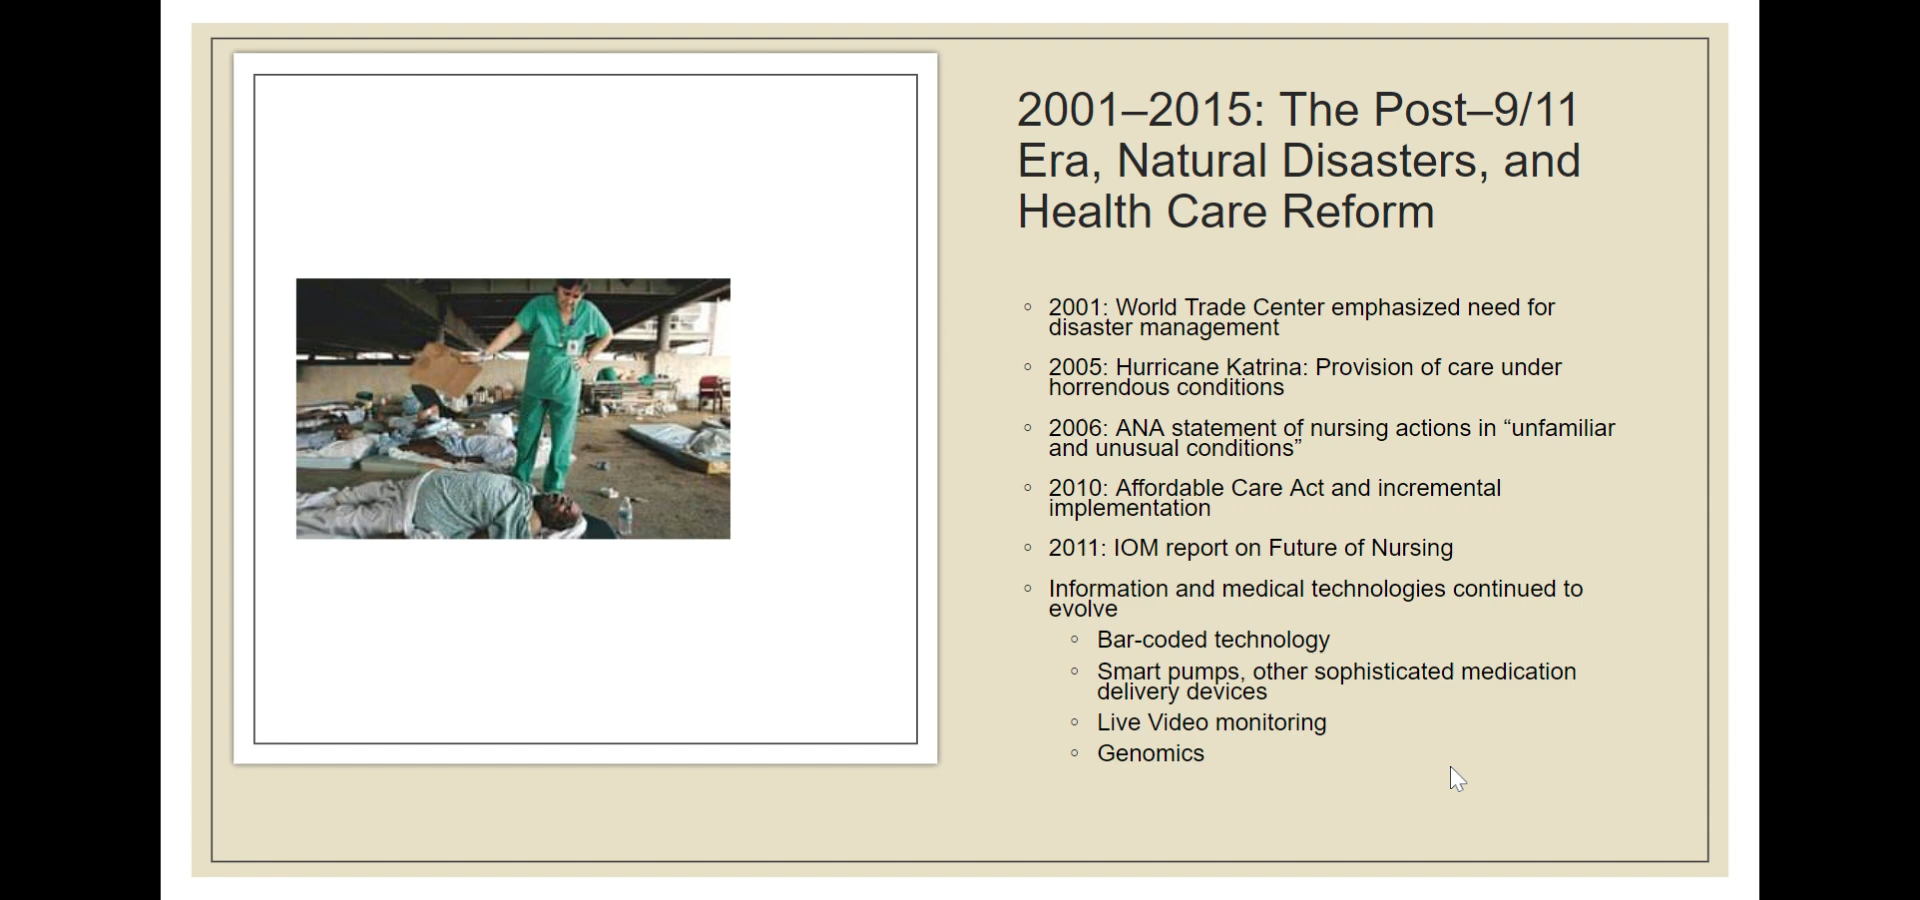 2001–2015: The Post–9/11
Era, Natural Disasters, and
Health Care Reform
2001: World Trade Center emphasized need for
disaster management
2005: Hurricane Katrina: Provision of care under
horrendous conditions
2006: ANA statement of nursing actions in “unfamiliar
and unusual conditions”
2010: Affordable Care Act and incremental
implementation
2011: IOM report on Future of Nursing
Information and medical technologies continued to
evolve
Bar-coded technology
Smart pumps, other sophisticated medication
delivery devices
Live Video monitoring
Genomics